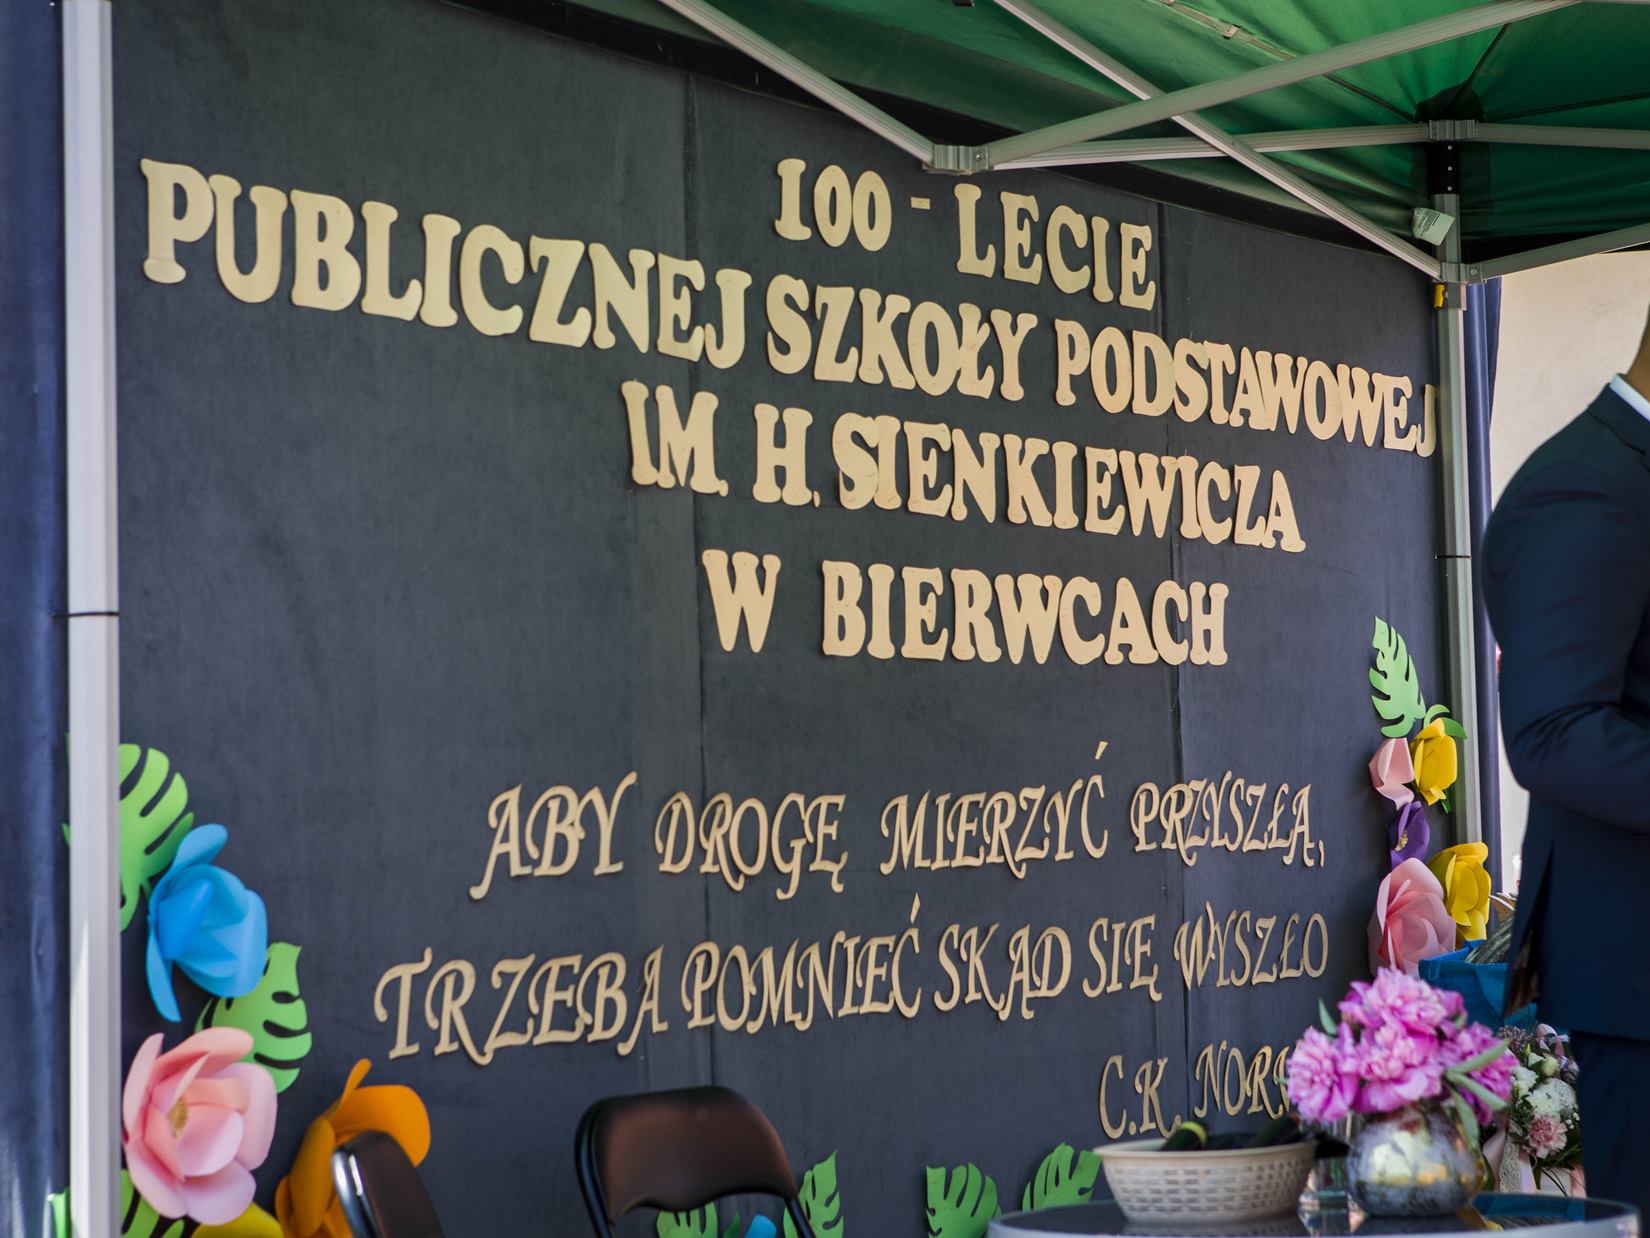 100 - LECIE
PUBLICZNEJ SZKOŁY PODSTAWOWEJ
IM. H. SIENKIEWICZA
W BIERWCACH
ABY DROGĘ MIERZYĆ PRZYSZŁĄ,
TRZEBA POMNIEĆ SKĄD SIĘ WYSZŁO
C.K.